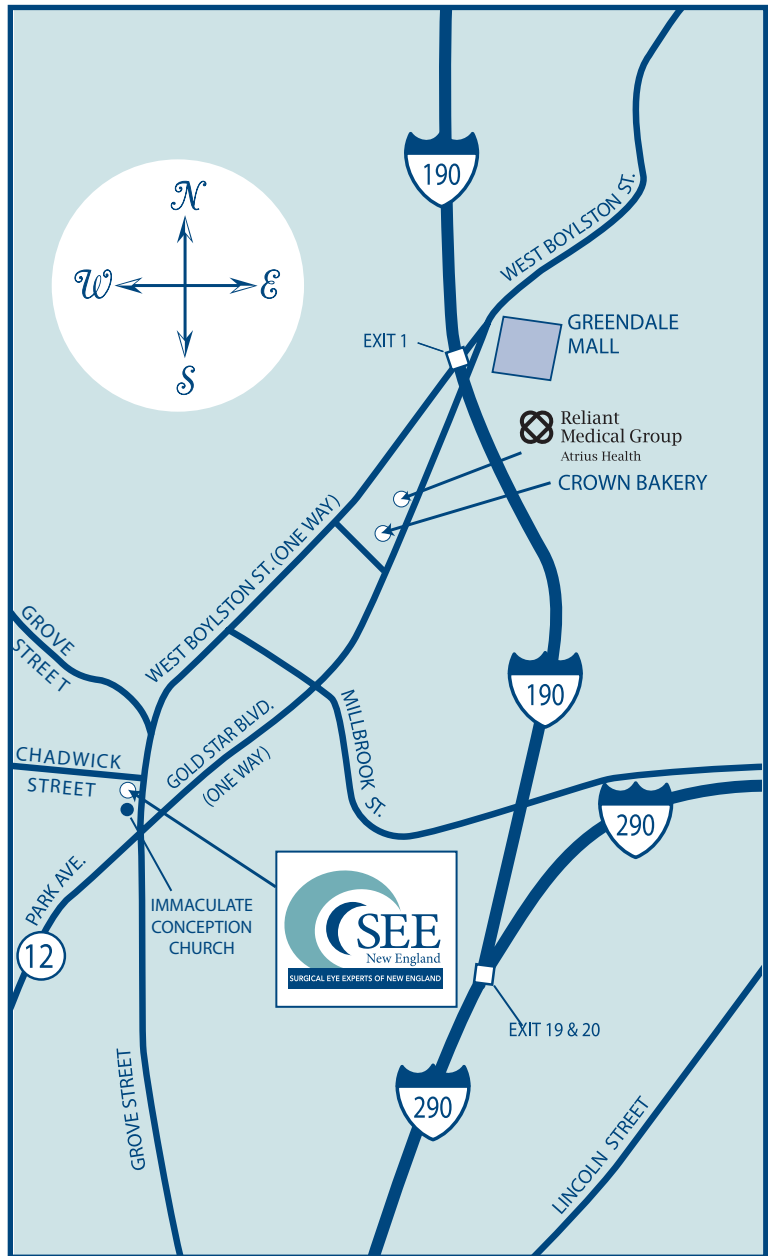 190
N
W
E
S
WEST BOYLSTON ST.
EXIT 1
GREENDALE
MALL
Reliant
Medical Group
Atrius Health
CROWN BAKERY
WEST BOYLSTON ST. (ONE WAY)
GROVE
STREET
190
MILLBROOK ST.
GOLD STAR BLVD.
(ONE WAY)
CHADWICK
STREET
290
PARK AVE.
12
IMMACULATE
CONCEPTION
CHURCH
SEE
New England
SURGICAL EYE EXPERTS OF NEW ENGLAND
EXIT 19 & 20
GROVE STREET
290
LINCOLN STREET